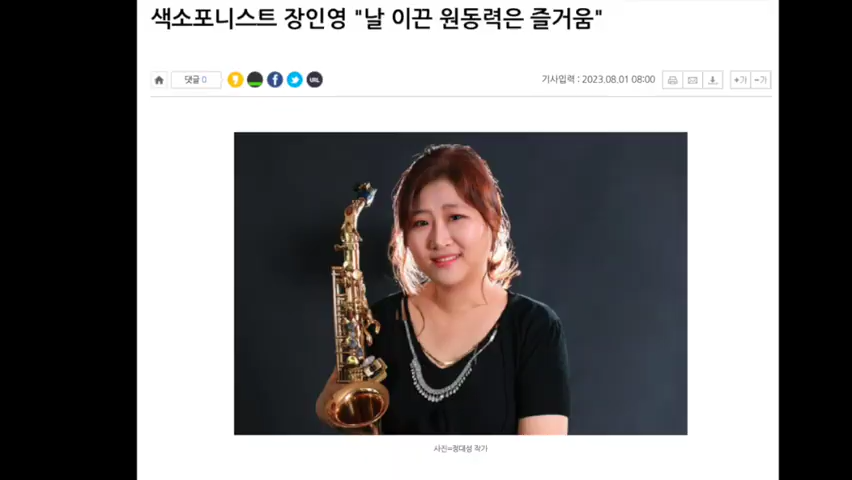 색소포니스트 장인영 "날 이끈 원동력은 즐거움"
댓글 0
URL
기사입력 : 2023.08.01 08:00
+가 -가
사진=정대성 작가